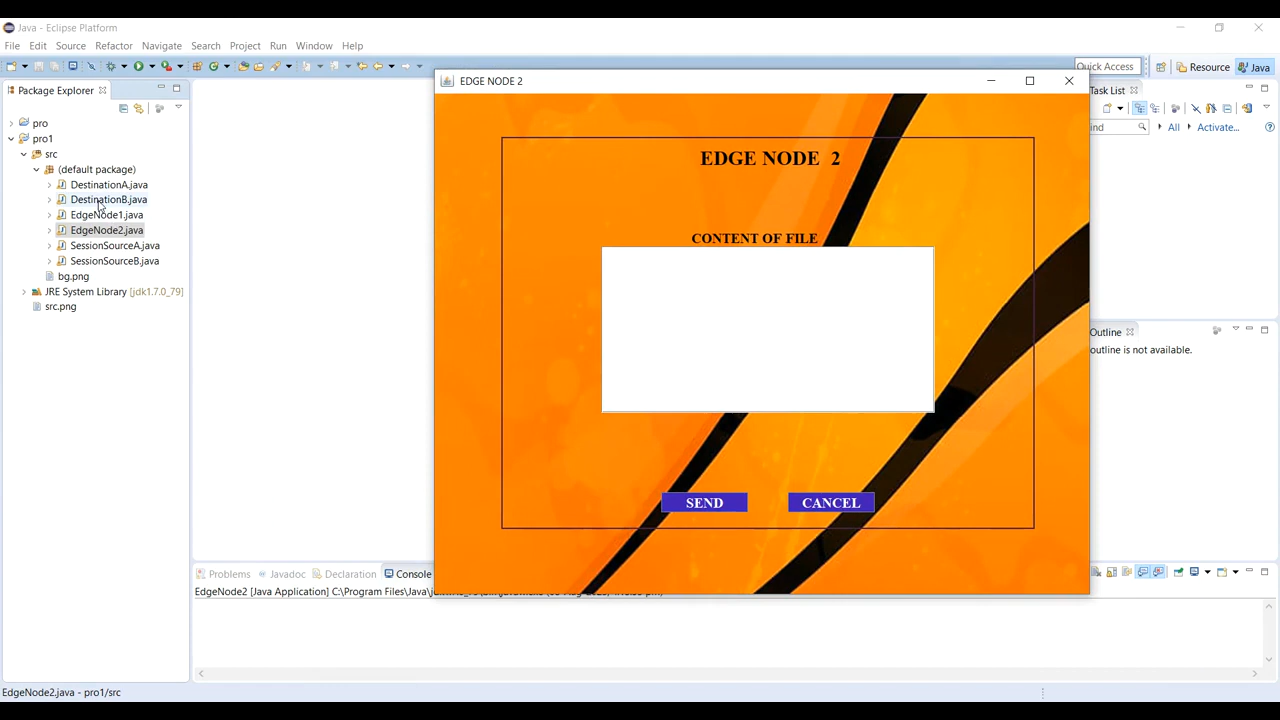 Java - Eclipse Platform
File Edit Source Refactor Navigate Search Project Run Window Help
Quick Access
Resource
Java
Package Explorer
pro
pro1
src
(default package)
DestinationA.java
DestinationB.java
EdgeNode1.java
EdgeNode2.java
SessionSourceA.java
SessionSourceB.java
bg.png
JRE System Library [jdk1.7.0_79]
src.png
EDGE NODE 2
EDGE NODE 2
CONTENT OF FILE
SEND
CANCEL
Task List
ind
All
Activate...
Outline
outline is not available.
Problems
Javadoc
Declaration
Console
EdgeNode2 [Java Application] C:\Program Files\Java\
EdgeNode2.java - pro1/src